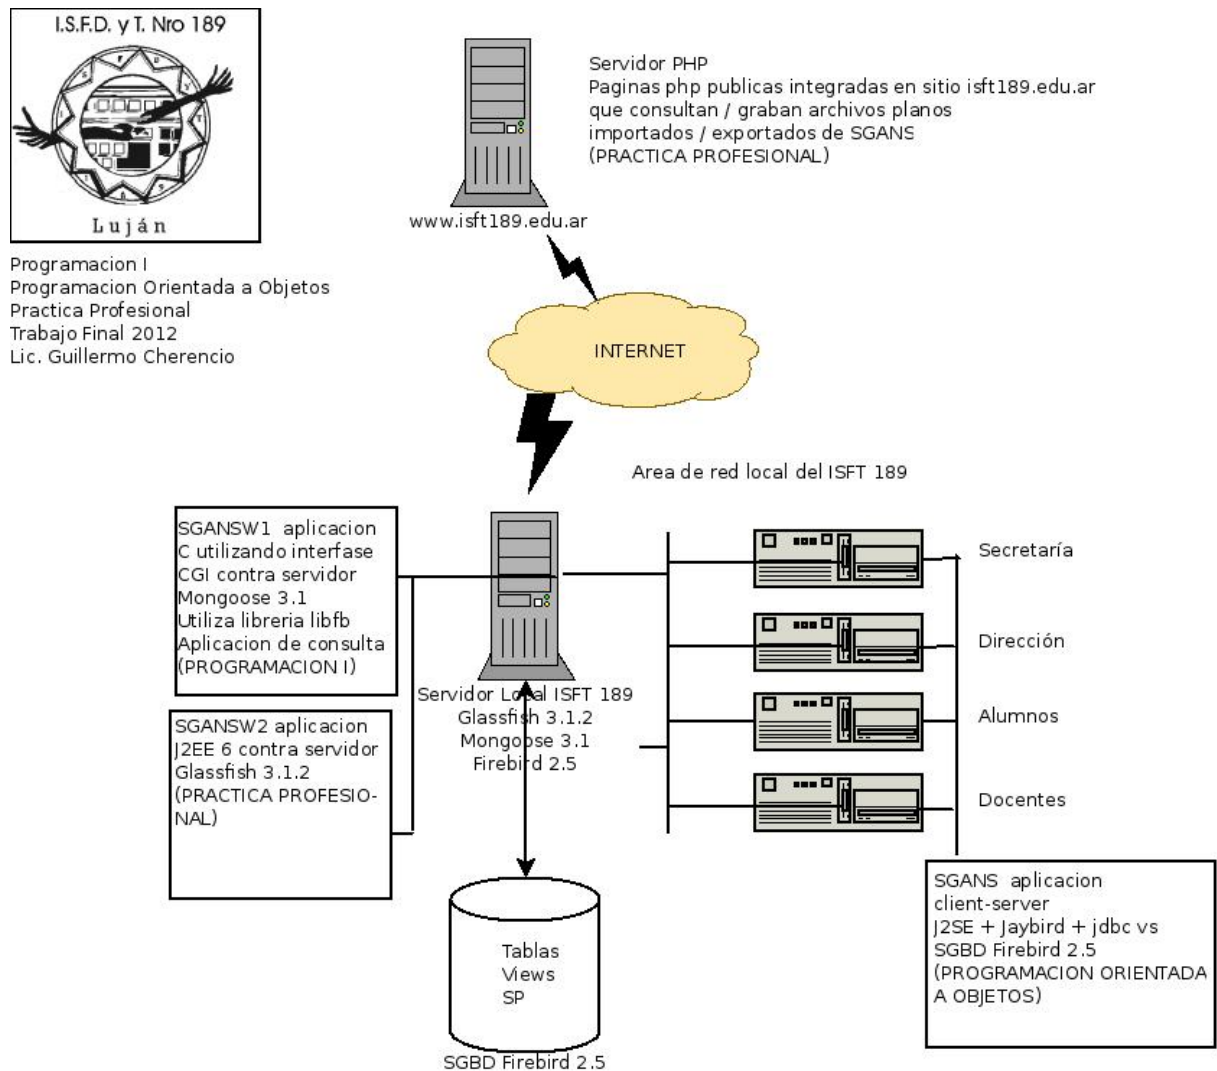 I.S.F.D. y T. Nro 189
Luján
Programacion I
Programacion Orientada a Objetos
Practica Profesional
Trabajo Final 2012
Lic. Guillermo Cherencio
Servidor PHP
Paginas php publicas integradas en sitio isft189.edu.ar
que consultan / graban archivos planos
importados / exportados de SGANS
(PRACTICA PROFESIONAL)
www.isft189.edu.ar
INTERNET
Area de red local del ISFT 189
SGANSW1 aplicacion
C utilizando interfase
CGI contra servidor
Mongoose 3.1
Utiliza libreria libfb
Aplicacion de consulta
(PROGRAMACION I)
SGANSW2 aplicacion
J2EE 6 contra servidor
Glassfish 3.1.2
(PRACTICA PROFESIO-
NAL)
Servidor Local ISFT 189
Glassfish 3.1.2
Mongoose 3.1
Firebird 2.5
Secretaría
Dirección
Alumnos
Docentes
SGANS aplicacion
client-server
J2SE + Jaybird + jdbc vs
SGBD Firebird 2.5
(PROGRAMACION ORIENTADA
A OBJETOS)
Tablas
Views
SP
SGBD Firebird 2.5